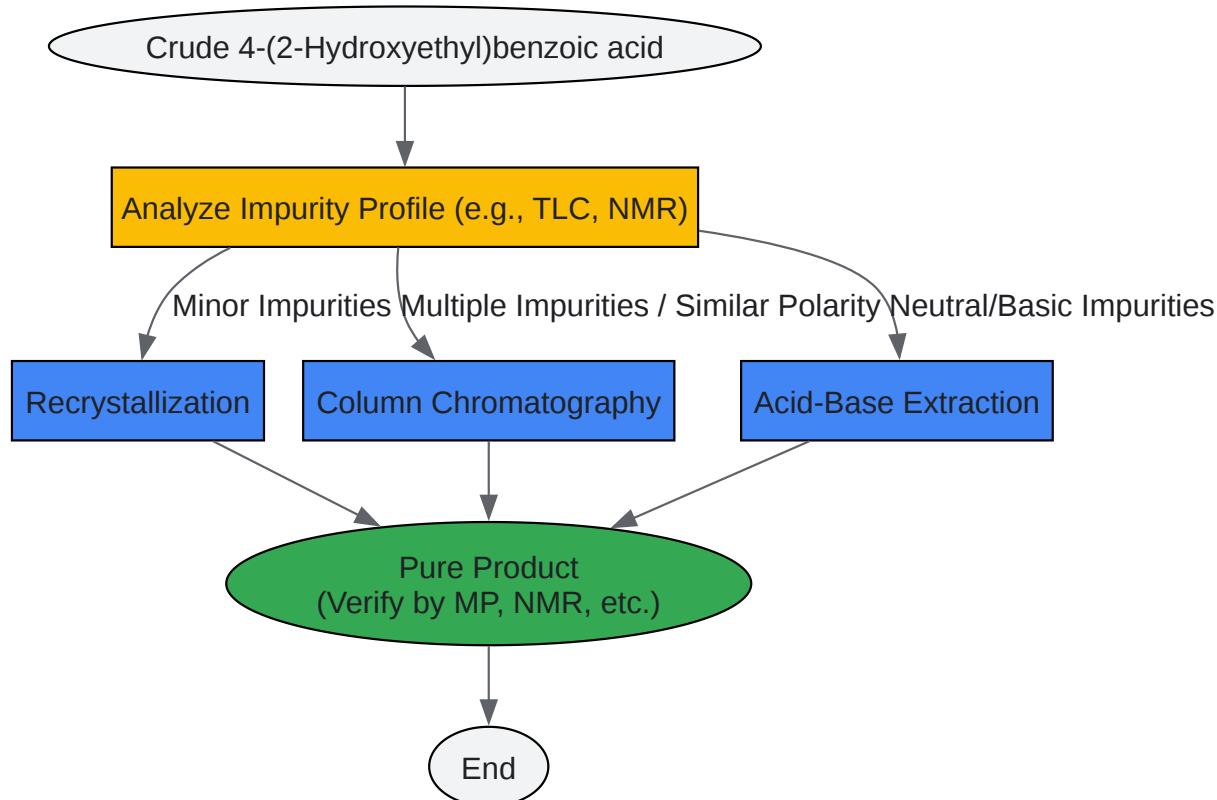 Crude 4-(2-Hydroxyethyl)benzoic acid
Analyze Impurity Profile (e.g., TLC, NMR)
Minor Impurities
Multiple Impurities / Similar Polarity
Neutral/Basic Impurities
Recrystallization
Column Chromatography
Acid-Base Extraction
Pure Product
(Verify by MP, NMR, etc.)
End